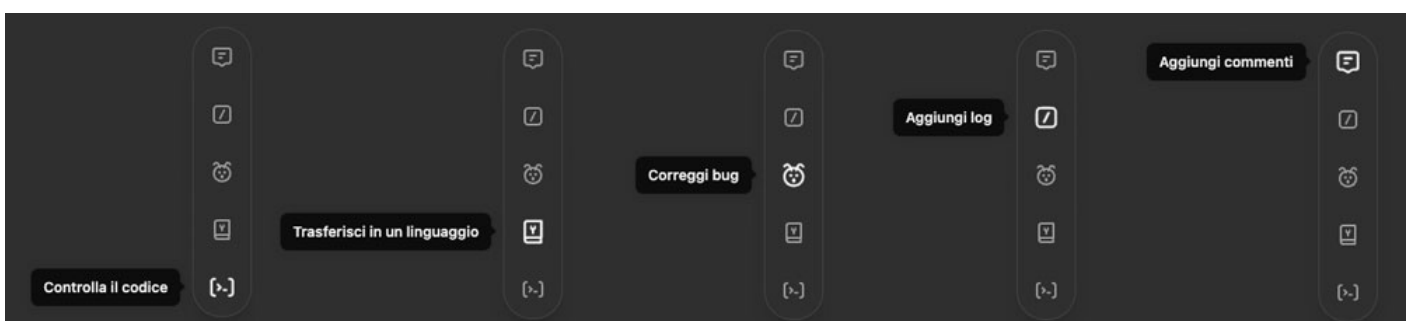 Aggiungi commenti
Aggiungi log
Correggi bug
Trasferisci in un linguaggio
Controlla il codice